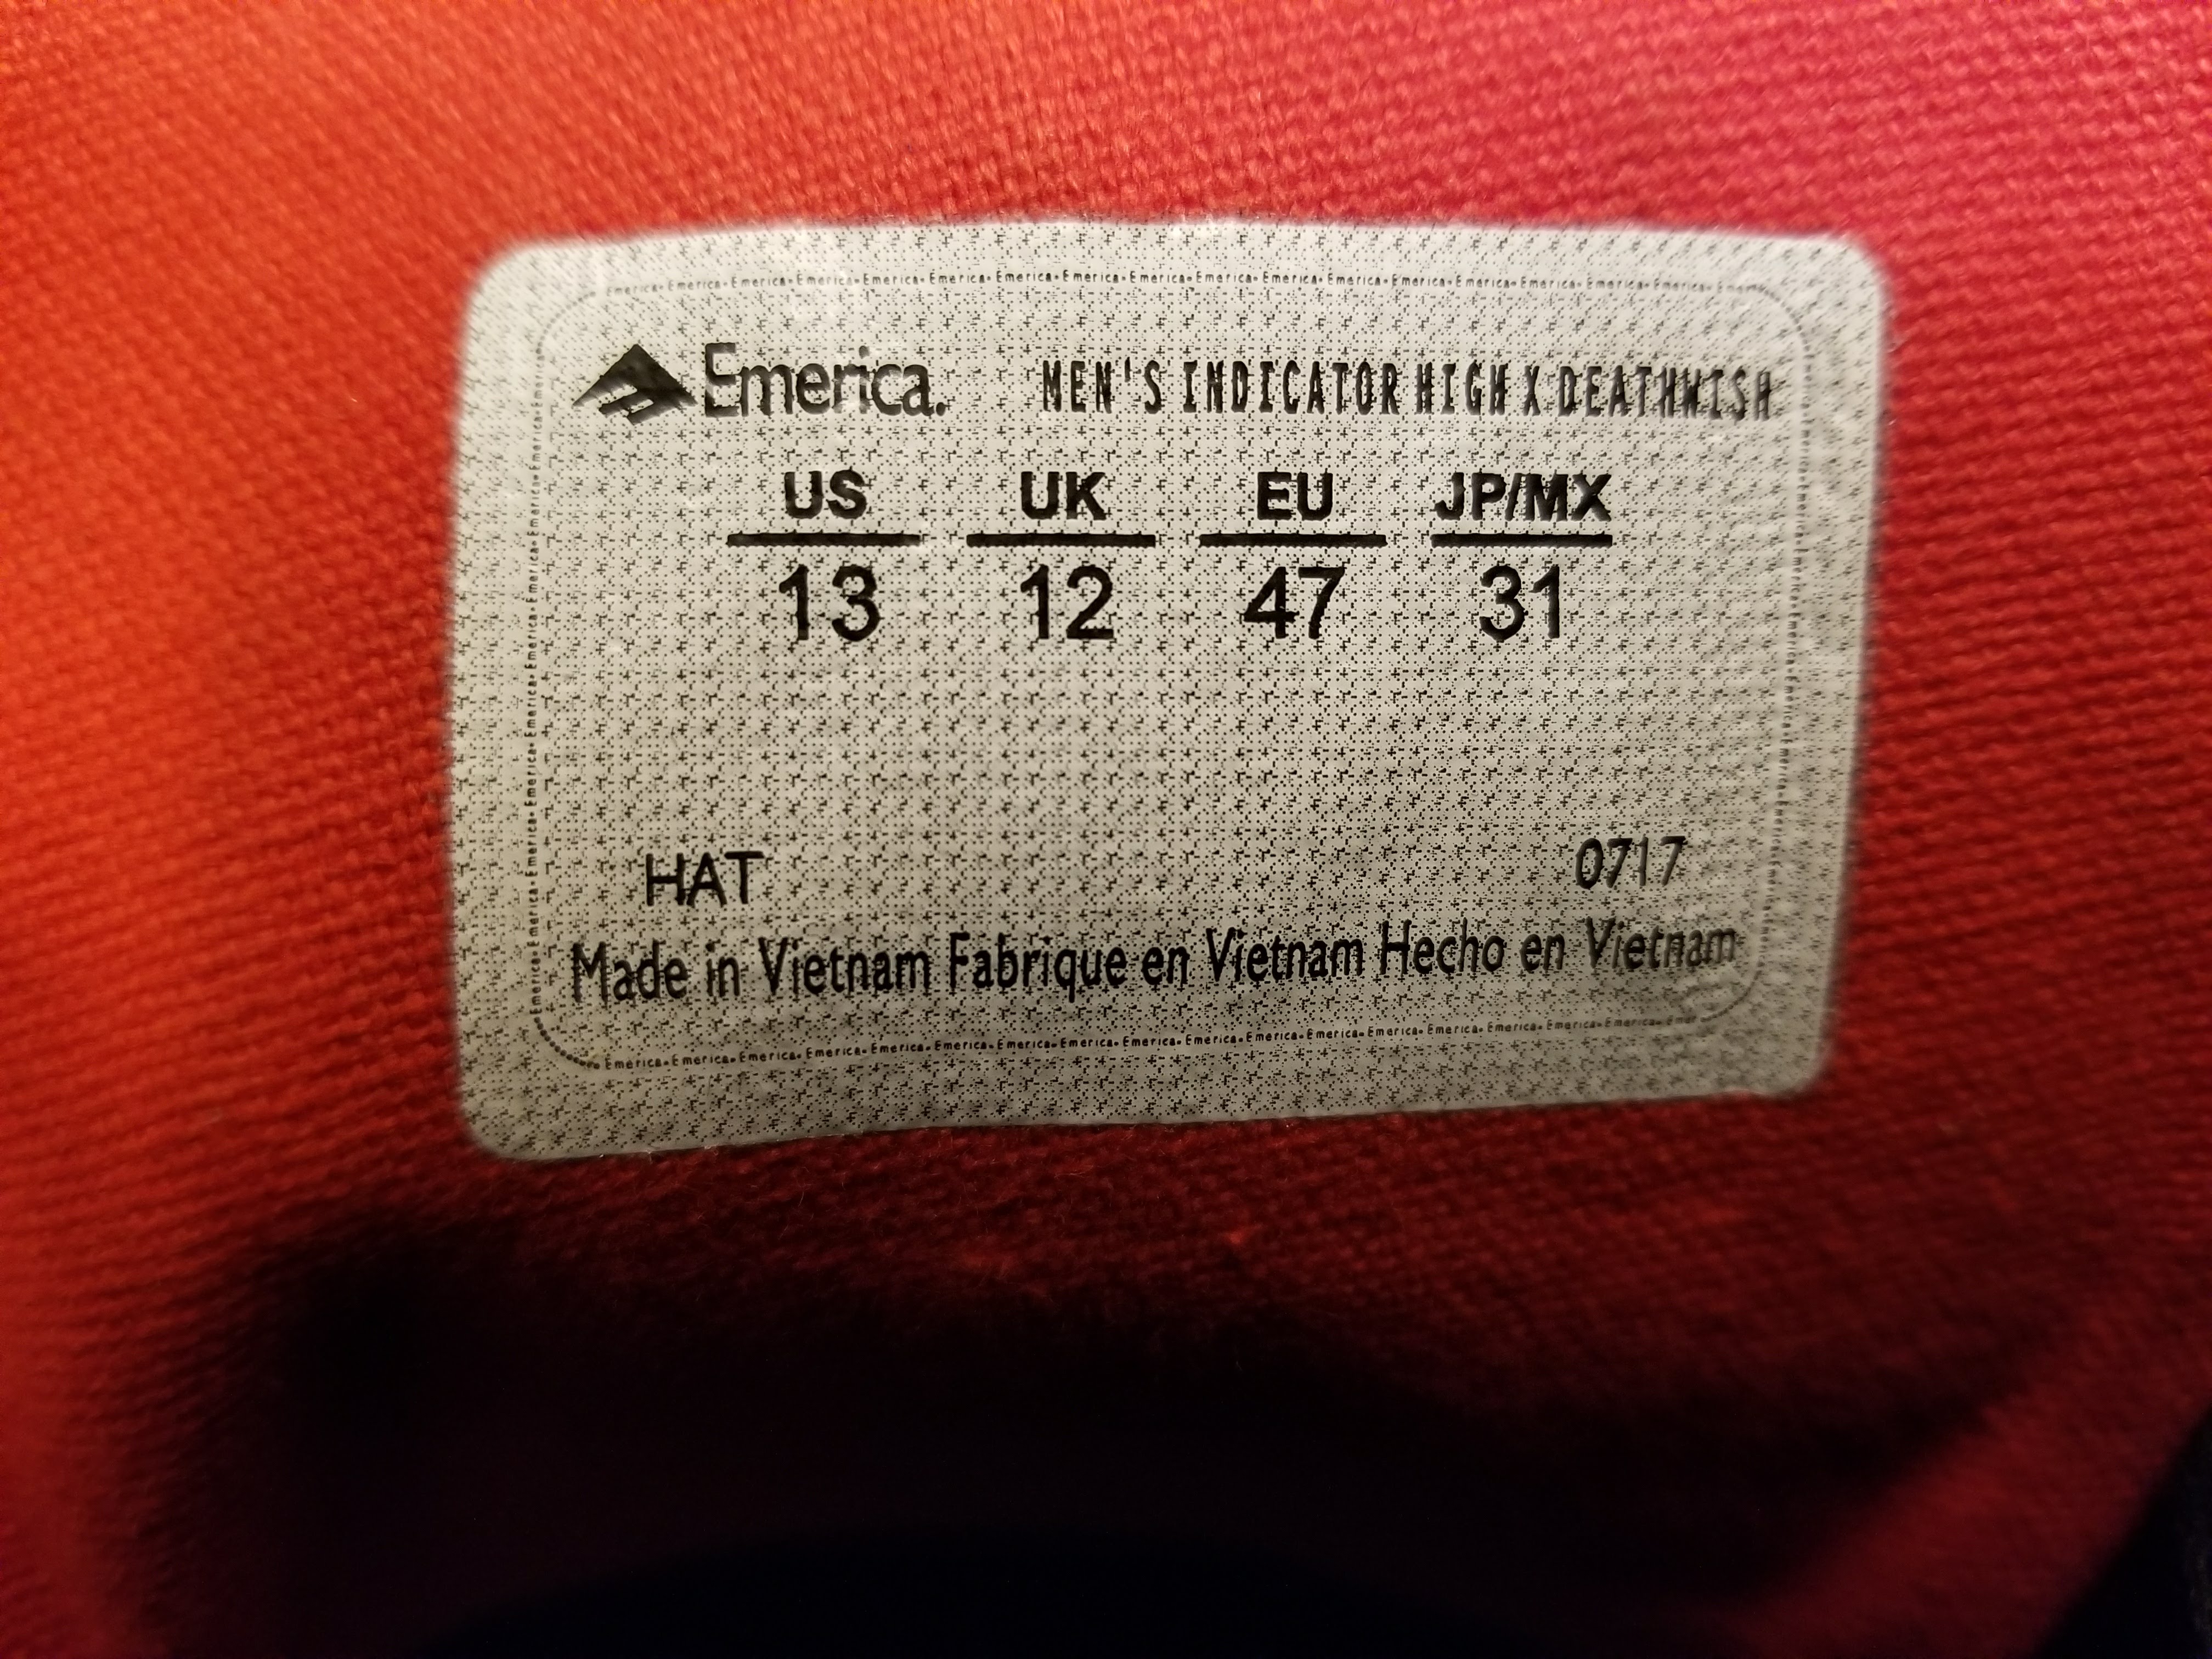 Emerica. MEN'S INDICATOR HIGH X DEATHWISH
US UK EU JP/MX
13 12 47 31
HAT 0717
Made in Vietnam Fabrique en Vietnam Hecho en Vietnam